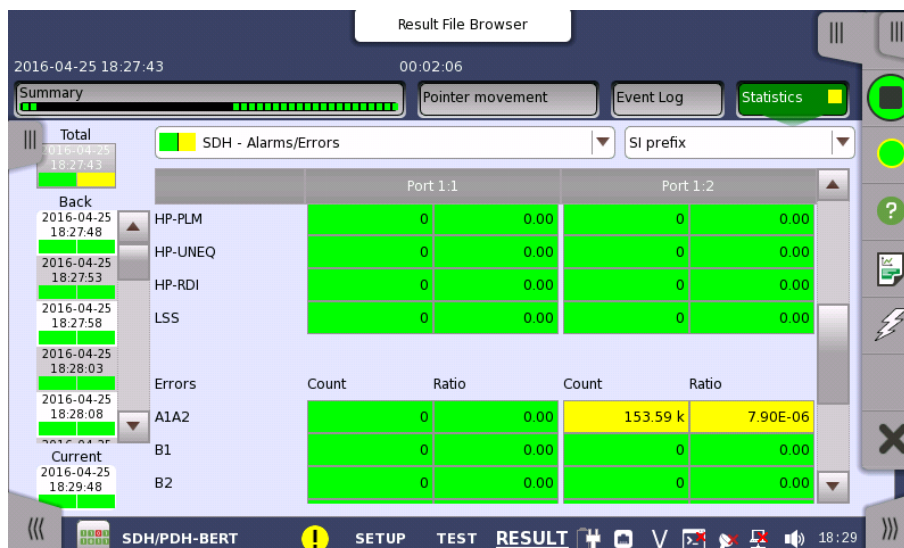 Result File Browser
2016-04-25 18:27:43 00:02:06
Summary Pointer movement Event Log Statistics
Total
2016-04-25
18:27:43
SDH - Alarms/Errors SI prefix
Port 1:1 Port 1:2
Back
2016-04-25
18:27:48
2016-04-25
18:27:53
2016-04-25
18:27:58
2016-04-25
18:28:03
2016-04-25
18:28:08
Current
2016-04-25
18:29:48
HP-PLM 0 0.00 0 0.00
HP-UNEQ 0 0.00 0 0.00
HP-RDI 0 0.00 0 0.00
LSS 0 0.00 0 0.00
Errors Count Ratio Count Ratio
A1A2 0 0.00 153.59 k 7.90E-06
B1 0 0.00 0 0.00
B2 0 0.00 0 0.00
SDH/PDH-BERT SETUP TEST RESULT V 18:29